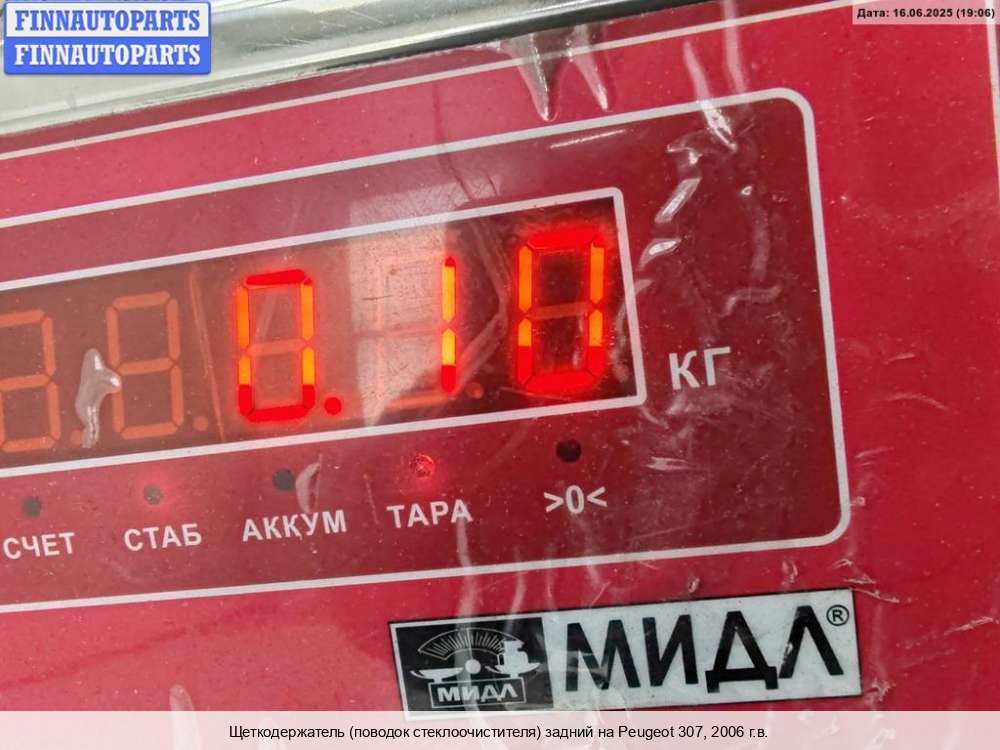 FINNAUTOPARTS
FINNAUTOPARTS
Дата: 16.06.2025 (19:06)
0.10
КГ
СЧЕТ СТАБ АККУМ ТАРА >0<
МИДЛ МИДЛ®
Щеткодержатель (поводок стеклоочистителя) задний на Peugeot 307, 2006 г.в.